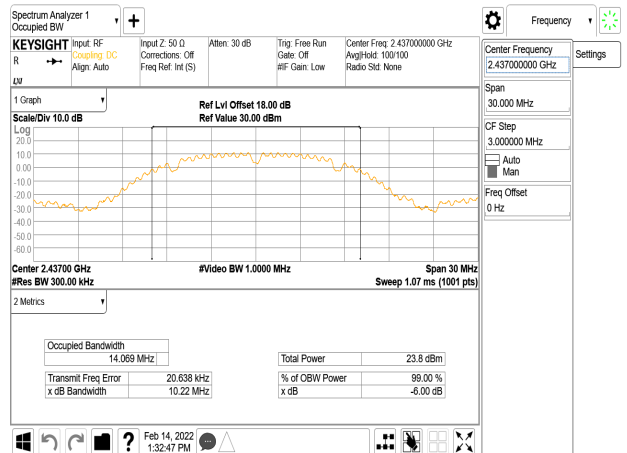 Spectrum Analyzer 1
Occupied BW
Frequency
KEYSIGHT
R
Input: RF
Coupling: DC
Align: Auto
Input Z: 50 Ω
Corrections: Off
Freq Ref: Int (S)
Atten: 30 dB
Trig: Free Run
Gate: Off
#IF Gain: Low
Center Freq: 2.437000000 GHz
Avg|Hold: 100/100
Radio Std: None
Center Frequency
2.437000000 GHz
Settings
Span
30.000 MHz
CF Step
3.000000 MHz
Auto
Man
Freq Offset
0 Hz
1 Graph
Scale/Div 10.0 dB
Ref Lvl Offset 18.00 dB
Ref Value 30.00 dBm
Log
20.0
10.0
0.00
-10.0
-20.0
-30.0
-40.0
-50.0
-60.0
Center 2.43700 GHz
#Video BW 1.0000 MHz
Span 30 MHz
#Res BW 300.00 kHz
Sweep 1.07 ms (1001 pts)
2 Metrics
Occupied Bandwidth
14.069 MHz
Total Power 23.8 dBm
Transmit Freq Error 20.638 kHz
% of OBW Power 99.00 %
x dB Bandwidth 10.22 MHz
x dB -6.00 dB
?
Feb 14, 2022
1:32:47 PM